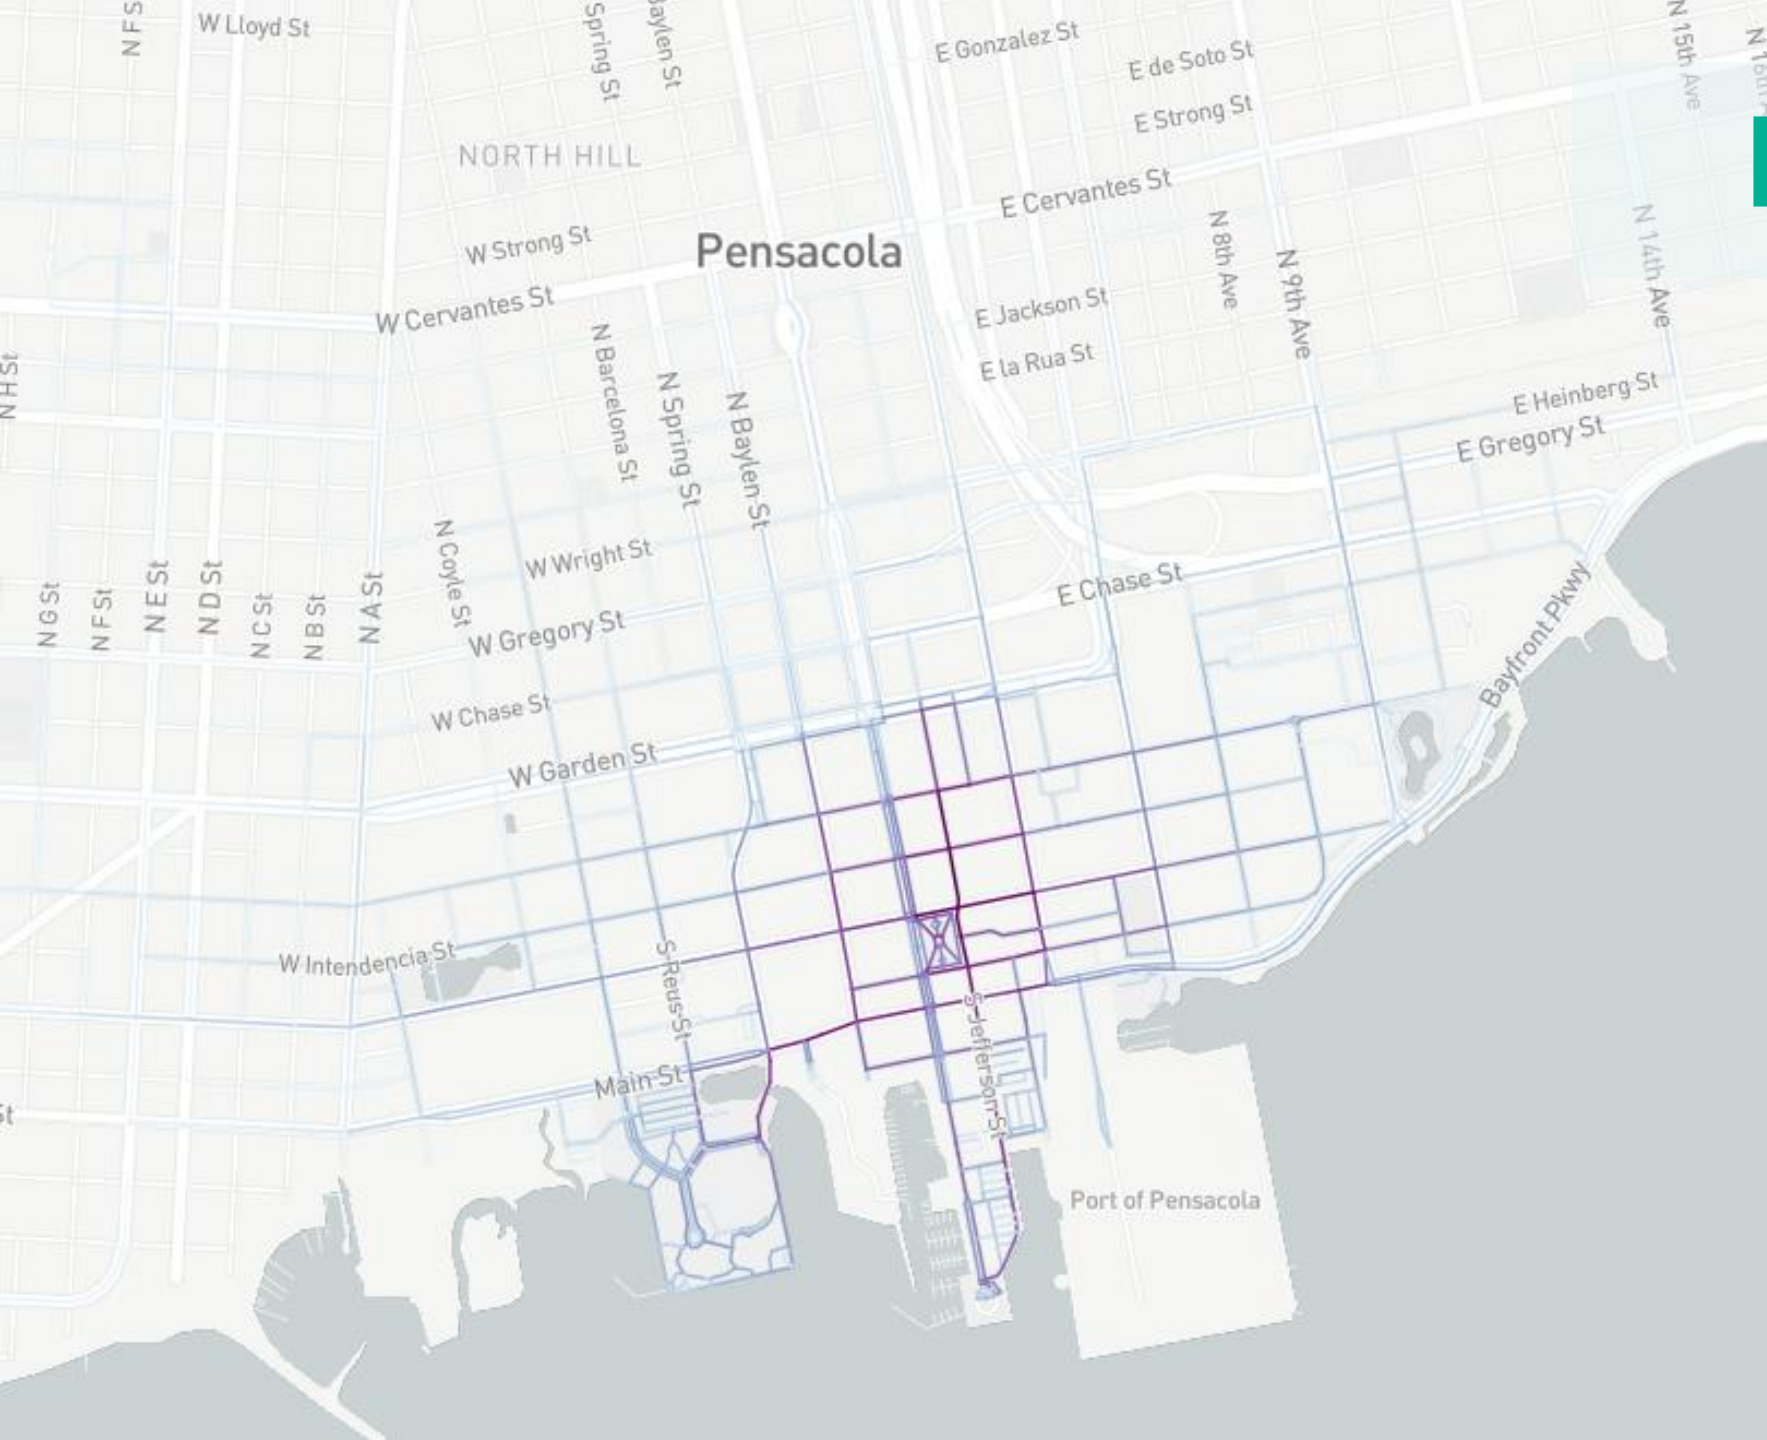 N F S
W Lloyd St
Spring St
aylen St
E Gonzalez St
E de Soto St
N 15th Ave
E Strong St
NORTH HILL
E Cervantes St
W Strong St
Pensacola
N 8th Ave
N 9th Ave
N 14th Ave
W Cervantes St
E Jackson St
E la Rua St
N H St
N Barcelona St
N Spring St
N Baylen St
E Heinberg St
E Gregory St
N Coyle St
W Wright St
E Chase St
N G St
N F St
N E St
N D St
N C St
N B St
N A St
W Gregory St
Bayfront Pkwy
W Chase St
W Garden St
W Intendencia St
S Reus St
S Jefferson St
Main St
St
Port of Pensacola